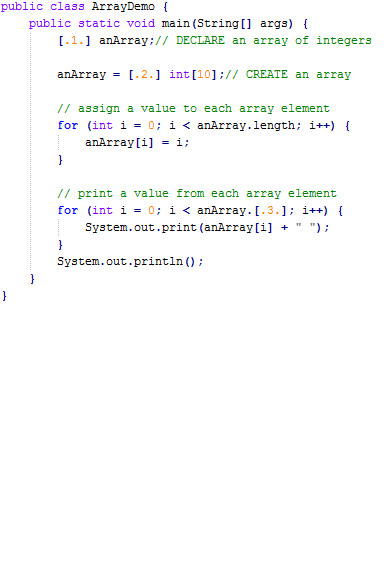 public class ArrayDemo {
public static void main(String[] args) {
[.1.] anArray;// DECLARE an array of integers
anArray = [.2.] int[10];// CREATE an array
// assign a value to each array element
for (int i = 0; i < anArray.length; i++) {
anArray[i] = i;
}
// print a value from each array element
for (int i = 0; i < anArray.[.3.]; i++) {
System.out.print(anArray[i] + " ");
}
System.out.println();
}
}